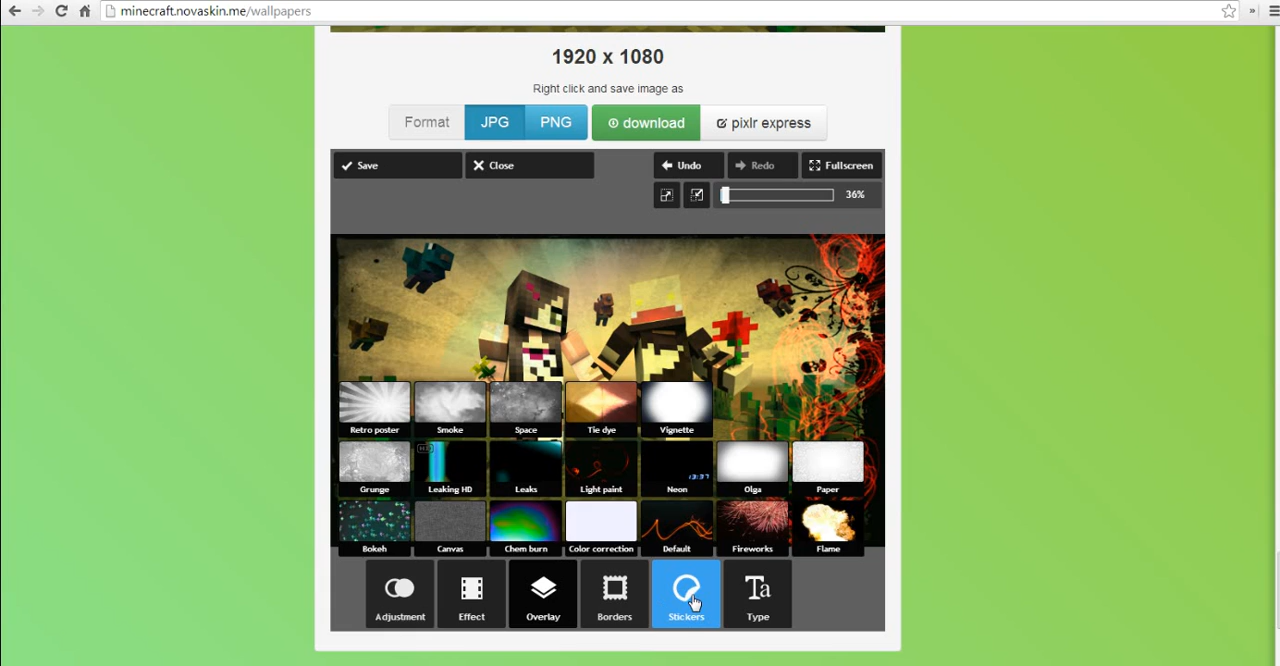 minecraft.novaskin.me/wallpapers
1920 x 1080
Right click and save image as
Format JPG PNG download pixlr express
Save Close Undo Redo Fullscreen
36%
Retro poster Smoke Space Tie dye Vignette
Grunge Leaking HD Leaks Light paint Neon Olga Paper
Bokeh Canvas Chem burn Color correction Default Fireworks Flame
Ta
Adjustment Effect Overlay Borders Stickers Type